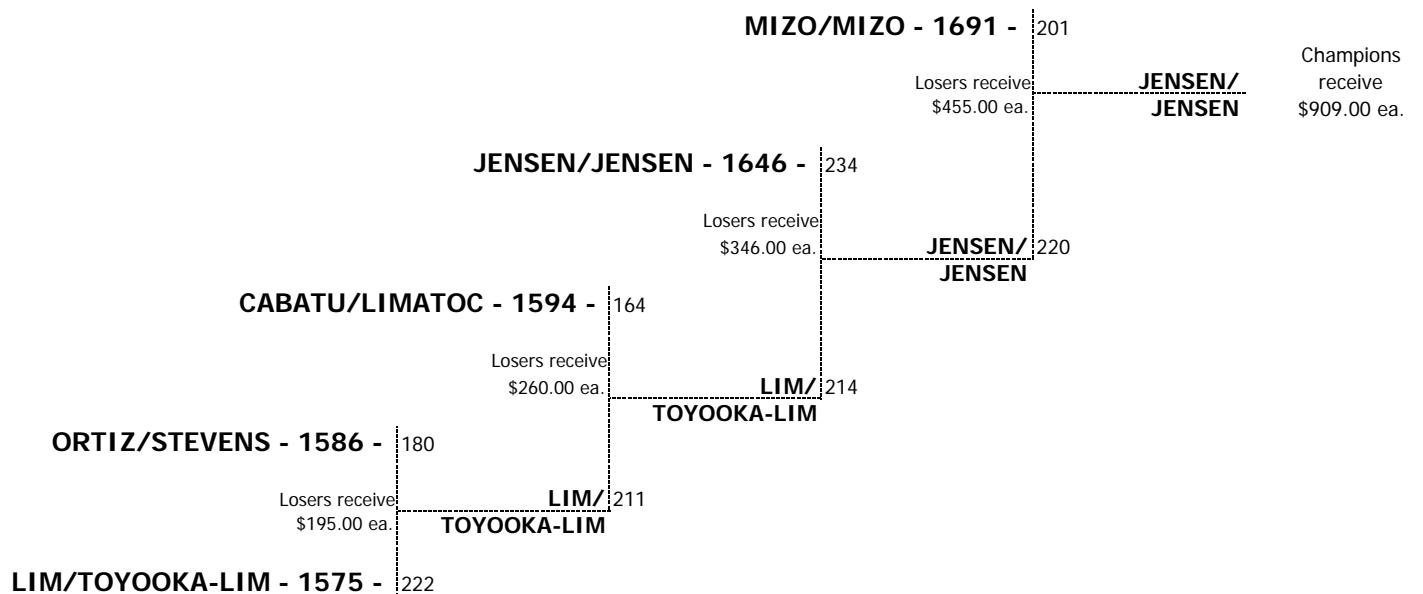 MIZO/MIZO - 1691 - 201
Champions
receive
$909.00 ea.
Losers receive
$455.00 ea.
JENSEN/
JENSEN
JENSEN/JENSEN - 1646 - 234
Losers receive
$346.00 ea.
JENSEN/ 220
JENSEN
CABATU/LIMATOC - 1594 - 164
Losers receive
$260.00 ea.
LIM/ 214
TOYOOKA-LIM
ORTIZ/STEVENS - 1586 - 180
Losers receive
$195.00 ea.
LIM/ 211
TOYOOKA-LIM
LIM/TOYOOKA-LIM - 1575 - 222